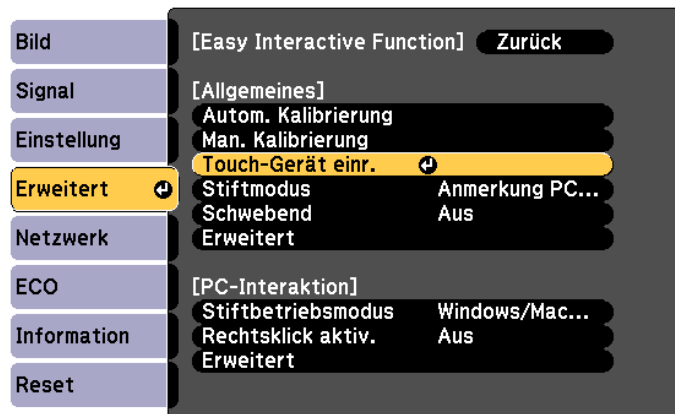 Bild
Signal
Einstellung
Erweitert
Netzwerk
ECO
Information
Reset
[Easy Interactive Function] Zurück
[Allgemeines]
Autom. Kalibrierung
Man. Kalibrierung
Touch-Gerät einr.
Stiftmodus Anmerkung PC...
Schwebend Aus
Erweitert
[PC-Interaktion]
Stiftbetriebsmodus Windows/Mac...
Rechtsklick aktiv. Aus
Erweitert